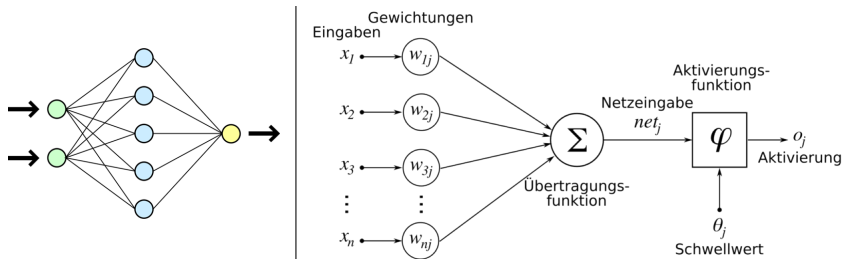 Gewichtungen
Eingaben
x1 w1j
x2 w2j
x3 w3j
xn wnj
Σ
Übertragungs-
funktion
Netzeingabe
netj
Aktivierungs-
funktion
φ
oj
Aktivierung
θj
Schwellwert